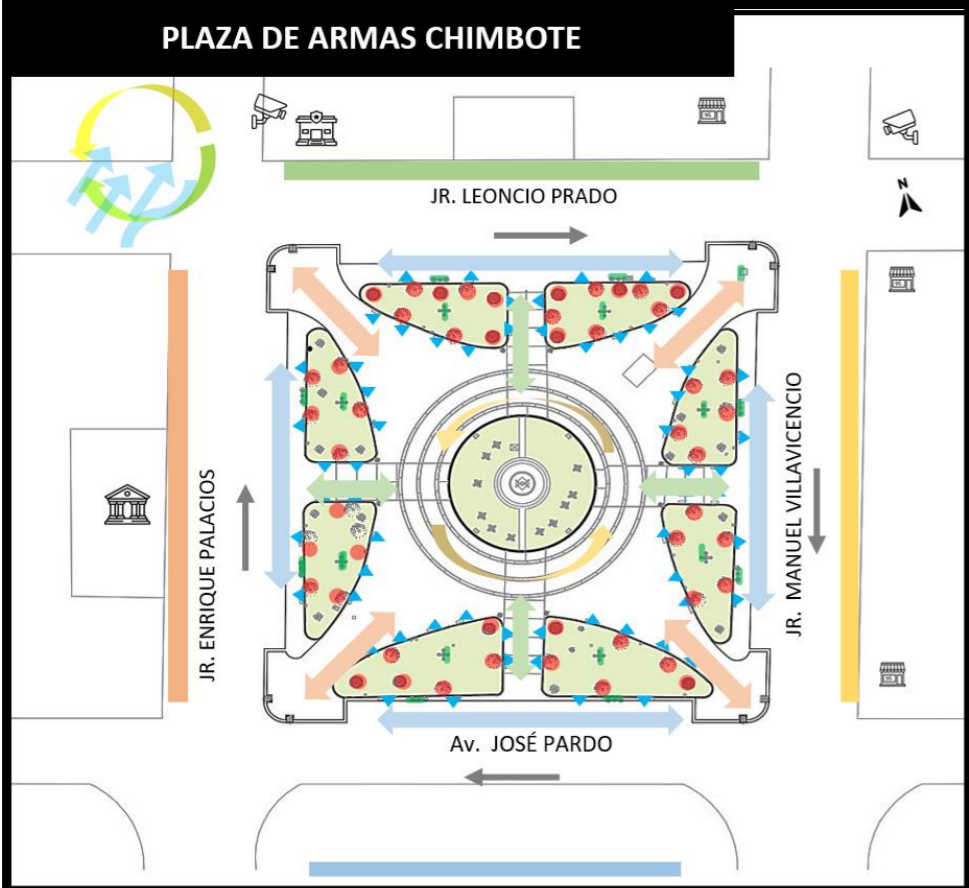 PLAZA DE ARMAS CHIMBOTE
JR. LEONCIO PRADO
N
JR. ENRIQUE PALACIOS
JR. MANUEL VILLAVICENCIO
Av. JOSÉ PARDO